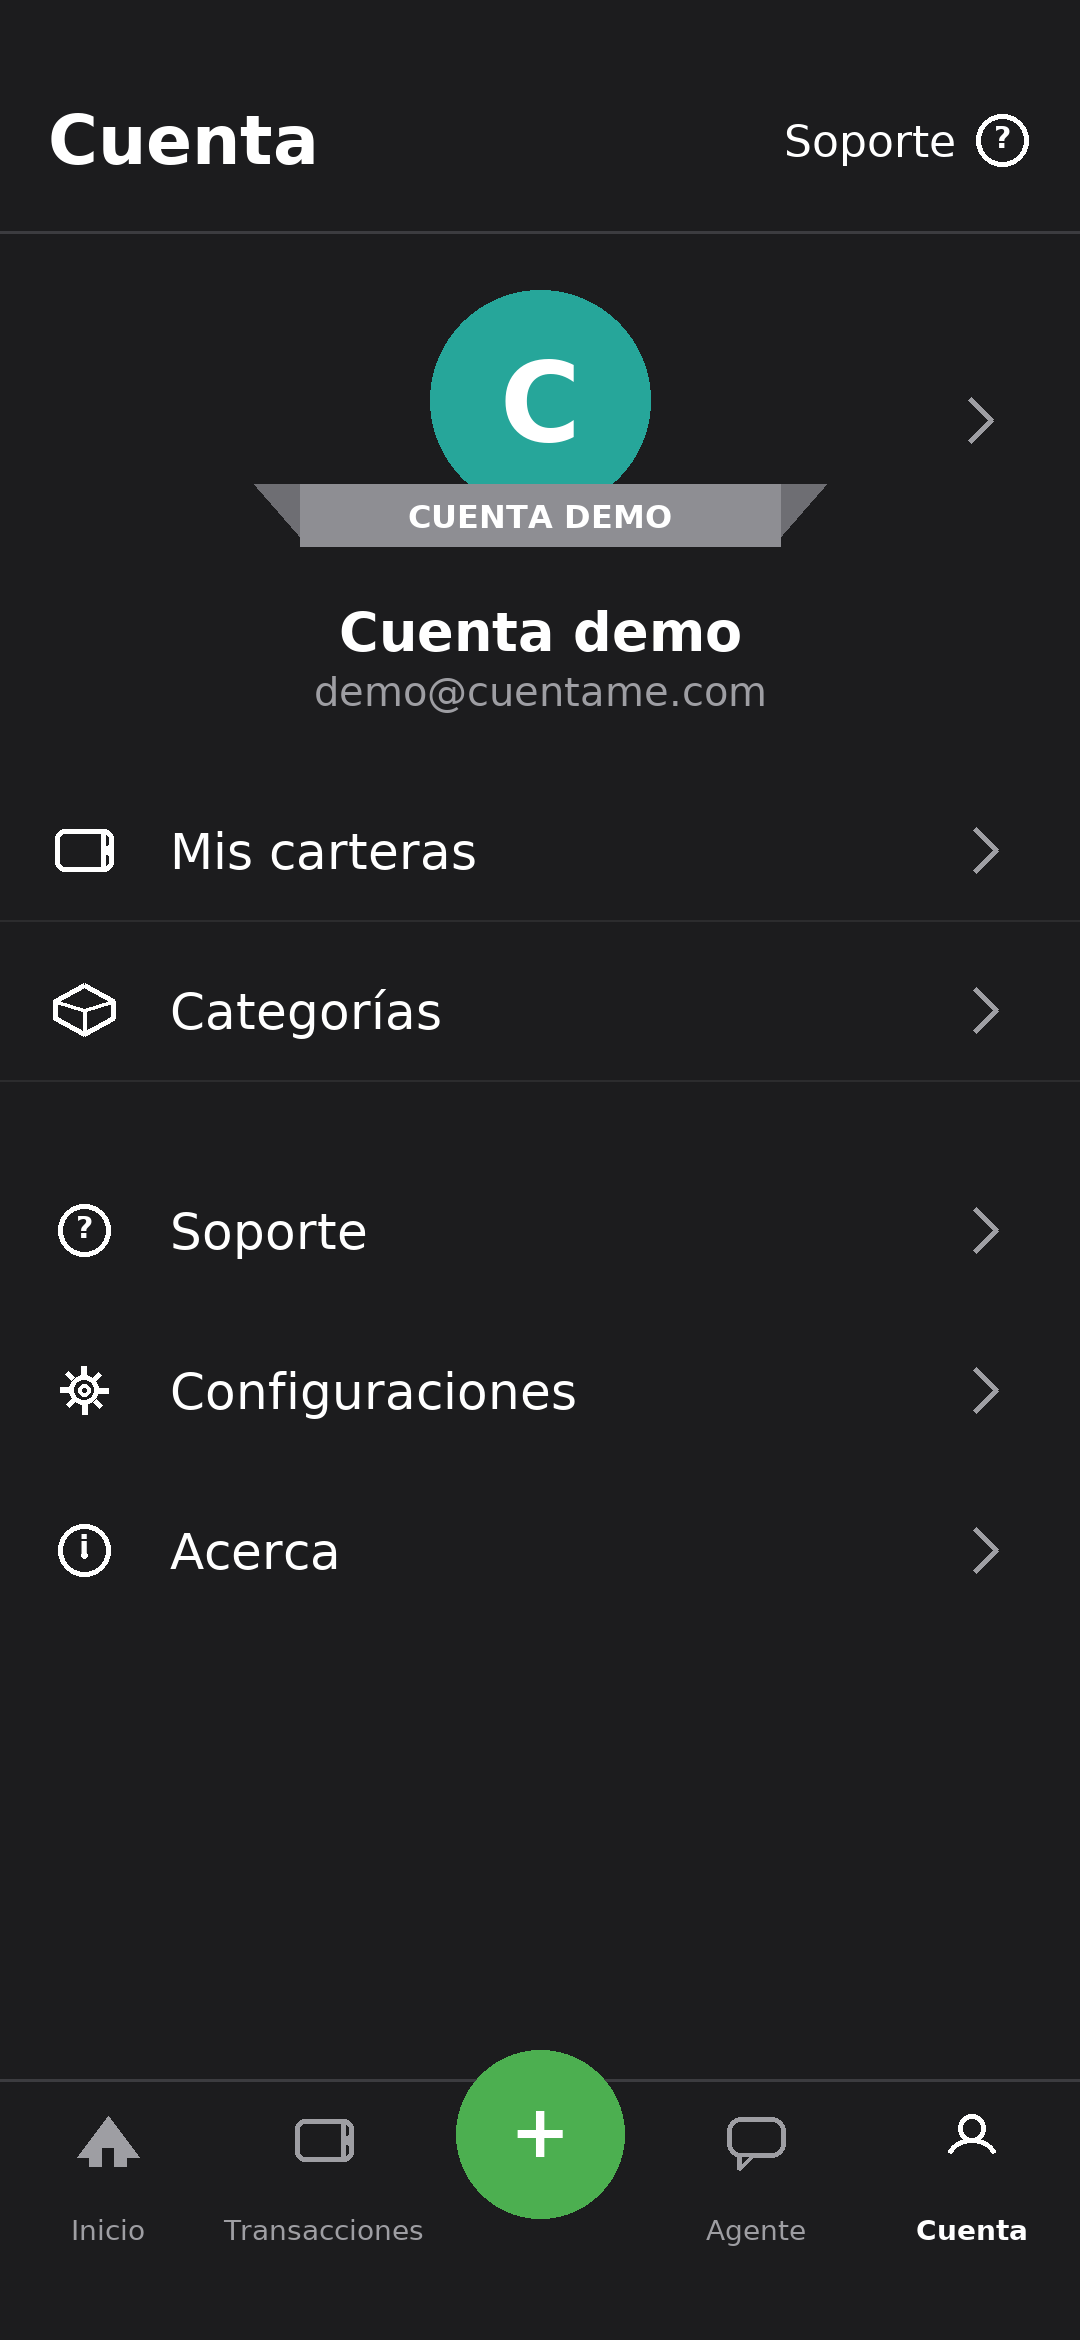 Cuenta
Soporte ?
C
CUENTA DEMO
Cuenta demo
demo@cuentame.com
Mis carteras
Categorías
? Soporte
Configuraciones
i Acerca
+
Inicio
Transacciones
Agente
Cuenta